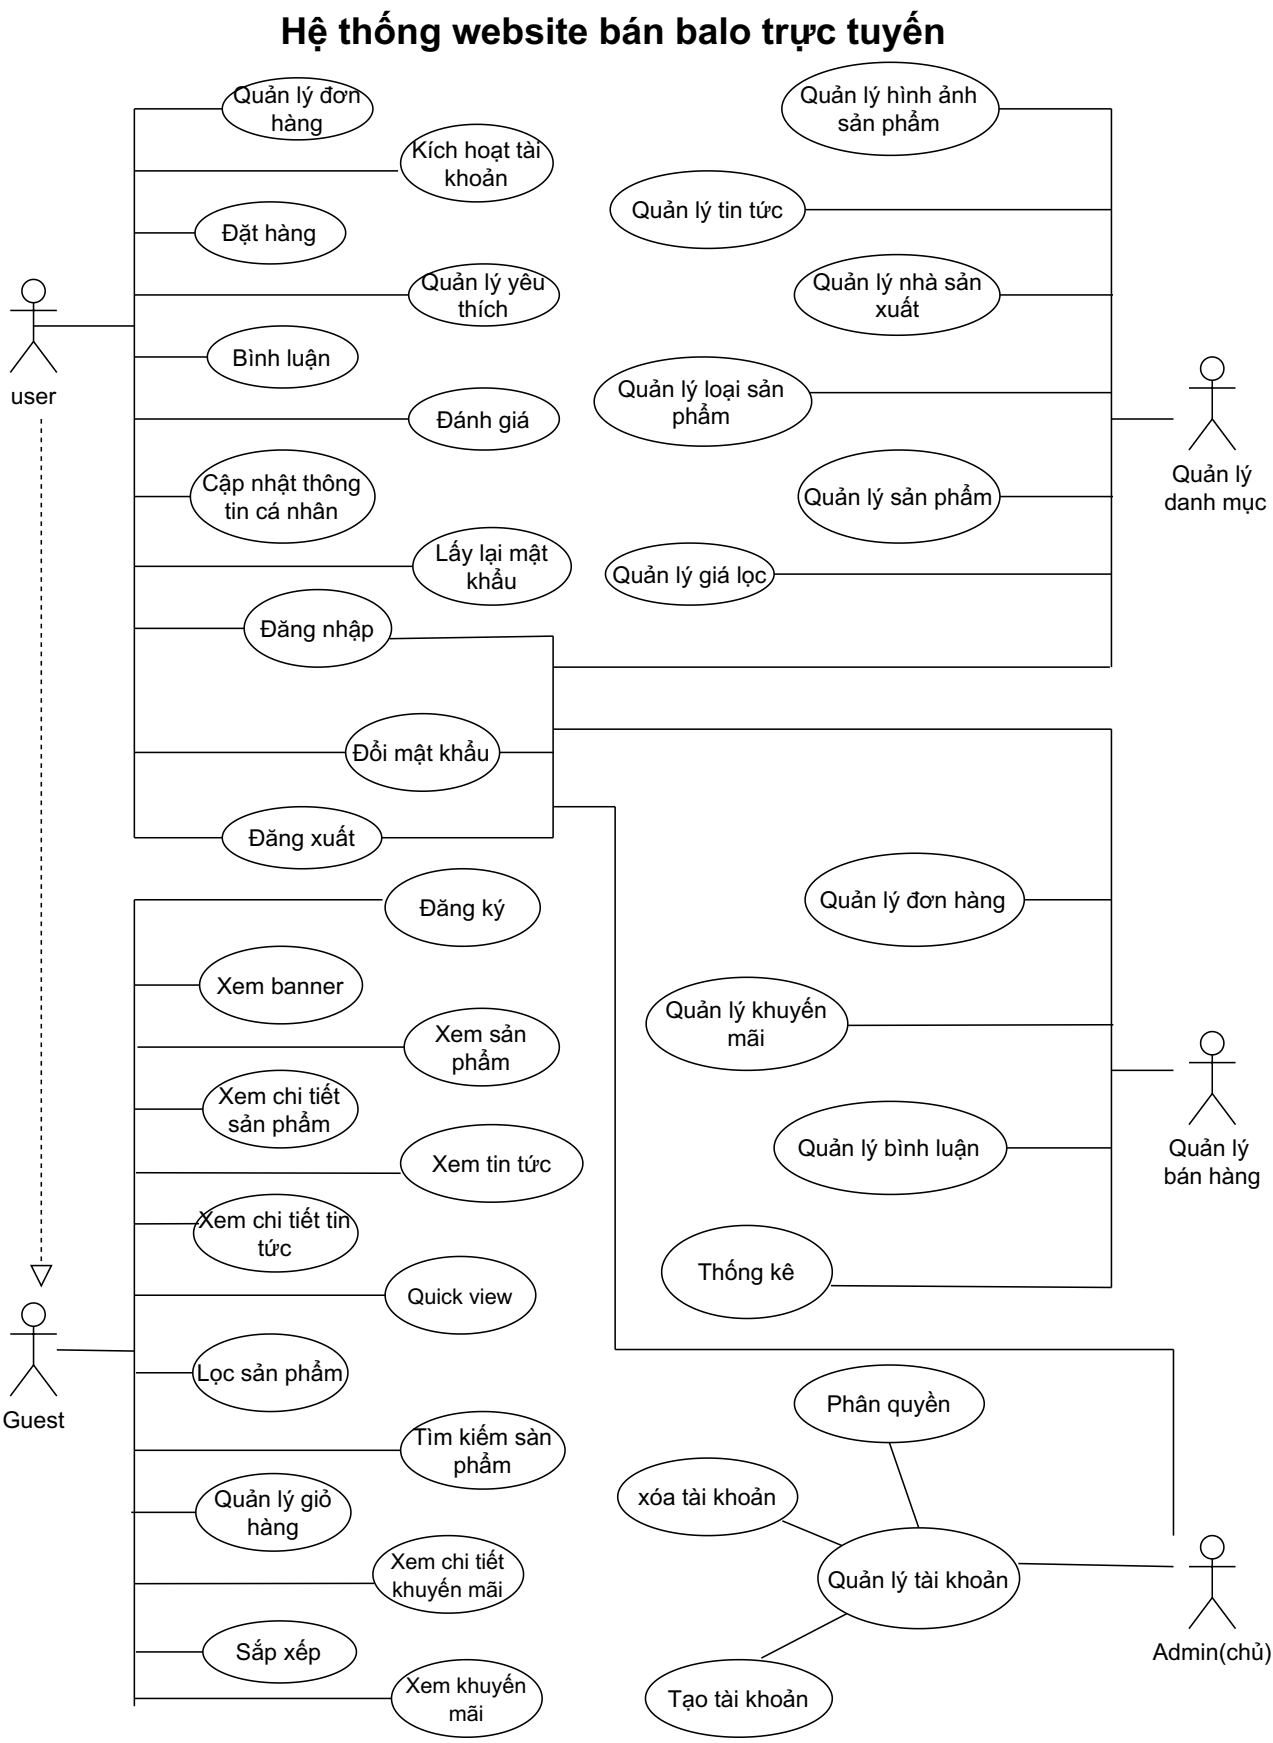 Hệ thống website bán balo trực tuyến
Quản lý đơn
hàng
Kích hoạt tài
khoản
Đặt hàng
Quản lý yêu
thích
Bình luận
Đánh giá
Cập nhật thông
tin cá nhân
Lấy lại mật
khẩu
Đăng nhập
Đổi mật khẩu
Đăng xuất
user
Quản lý hình ảnh
sản phẩm
Quản lý tin tức
Quản lý nhà sản
xuất
Quản lý loại sản
phẩm
Quản lý sản phẩm
Quản lý giá lọc
Quản lý
danh mục
Đăng ký
Xem banner
Xem sản
phẩm
Xem chi tiết
sản phẩm
Xem tin tức
Xem chi tiết tin
tức
Quick view
Lọc sản phẩm
Tìm kiếm sàn
phẩm
Quản lý giỏ
hàng
Xem chi tiết
khuyến mãi
Sắp xếp
Xem khuyến
mãi
Guest
Quản lý đơn hàng
Quản lý khuyến
mãi
Quản lý bình luận
Thống kê
Quản lý
bán hàng
Phân quyền
xóa tài khoản
Quản lý tài khoản
Tạo tài khoản
Admin(chủ)